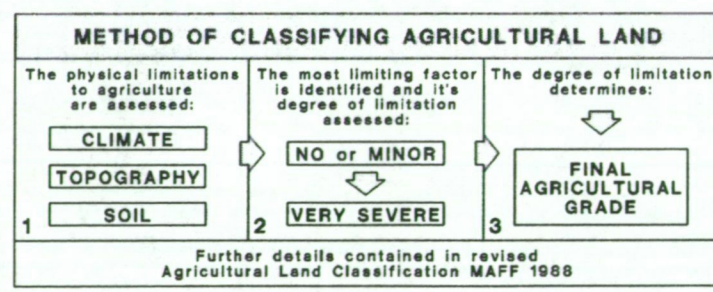 METHOD OF CLASSIFYING AGRICULTURAL LAND
The physical limitations
to agriculture
are assessed:
CLIMATE
TOPOGRAPHY
SOIL
1
The most limiting factor
is identified and it's
degree of limitation
assessed:
NO or MINOR
VERY SEVERE
2
The degree of limitation
determines:
FINAL
AGRICULTURAL
GRADE
3
Further details contained in revised
Agricultural Land Classification MAFF 1988